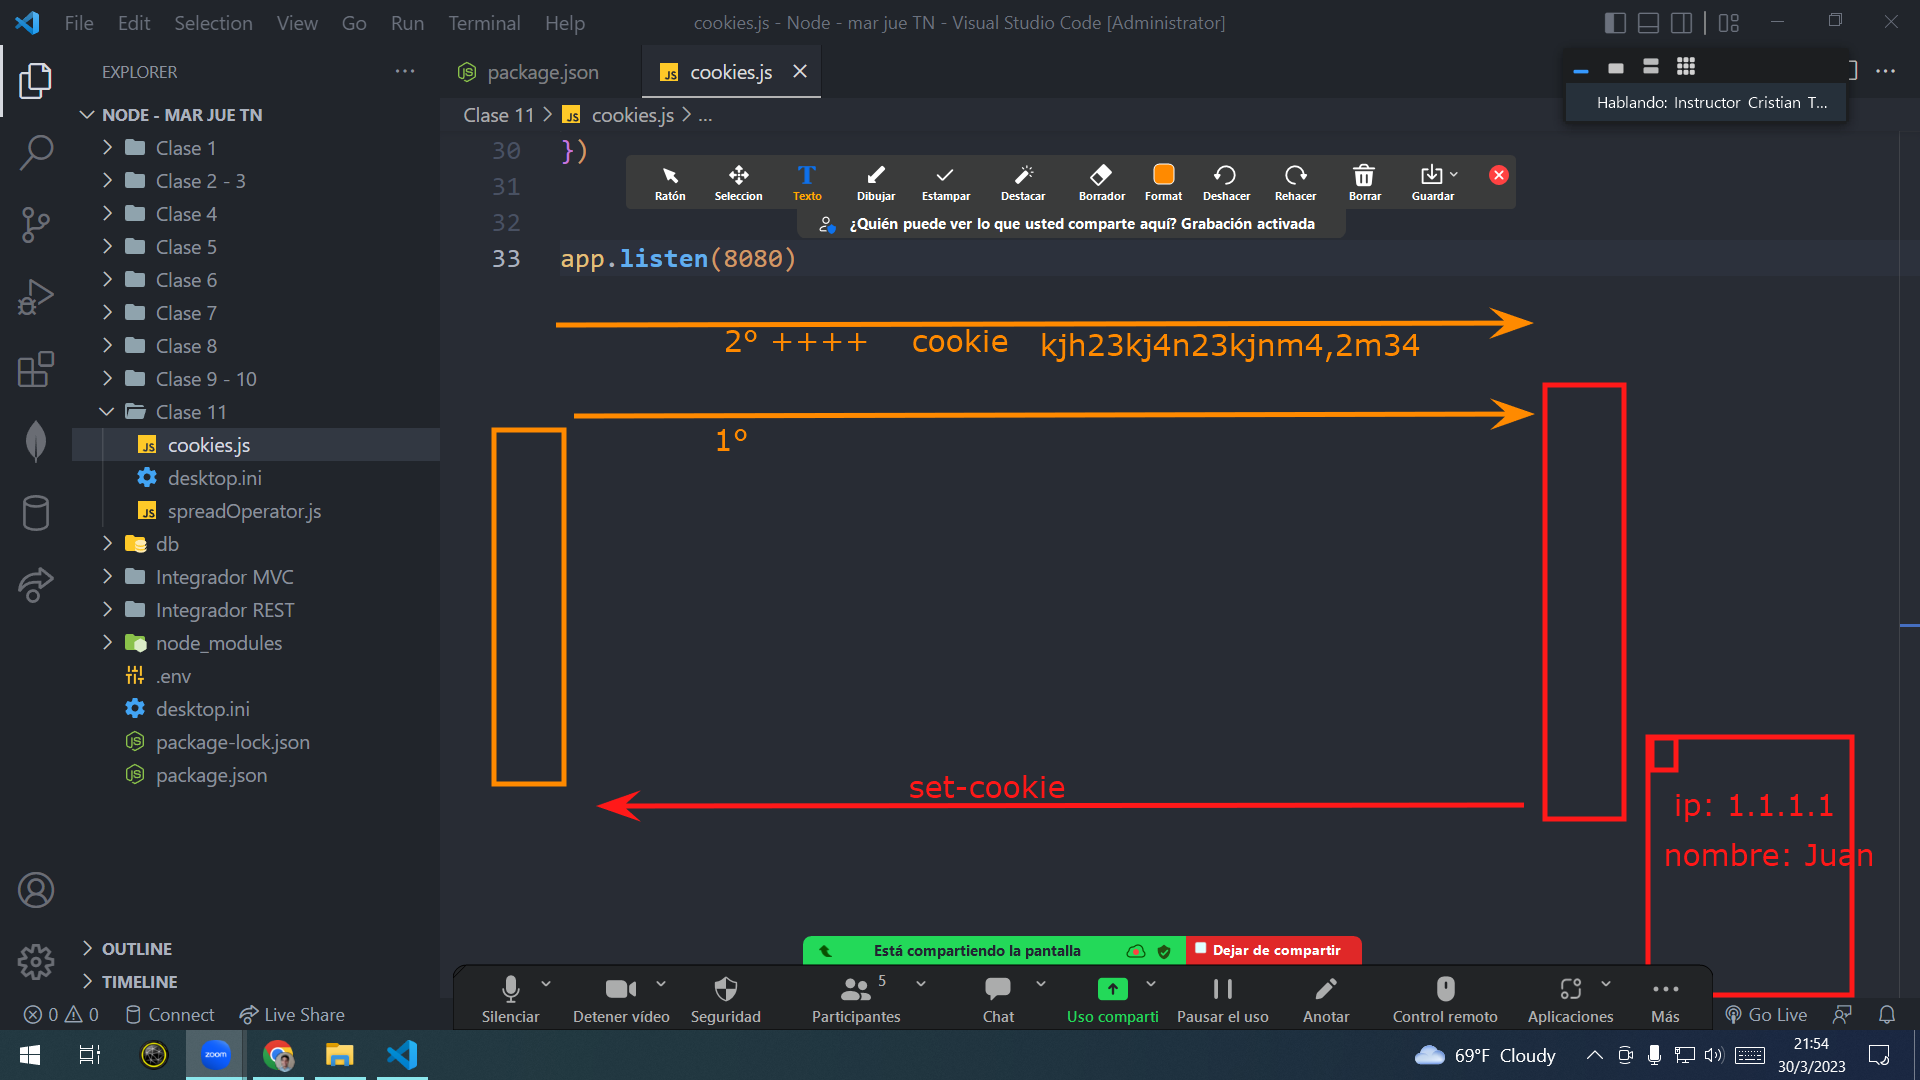 File Edit Selection View Go Run Terminal Help
cookies.js - Node - mar jue TN - Visual Studio Code [Administrator]
EXPLORER
NODE - MAR JUE TN
Clase 1
Clase 2 - 3
Clase 4
Clase 5
Clase 6
Clase 7
Clase 8
Clase 9 - 10
Clase 11
JS cookies.js
desktop.ini
JS spreadOperator.js
db
Integrador MVC
Integrador REST
node_modules
.env
desktop.ini
package-lock.json
package.json
OUTLINE
TIMELINE
package.json
JS cookies.js
Hablando: Instructor Cristian T...
Clase 11 > JS cookies.js > ...
30 })
31
32
33 app.listen(8080)
Ratón Seleccion Texto Dibujar Estampar Destacar Borrador Format Deshacer Rehacer Borrar Guardar
¿Quién puede ver lo que usted comparte aquí? Grabación activada
2º ++++ cookie kjh23kj4n23kjnm4,2m34
1º
set-cookie
ip: 1.1.1.1
nombre: Juan
Está compartiendo la pantalla
Dejar de compartir
5
Silenciar Detener vídeo Seguridad Participantes Chat Uso comparti Pausar el uso Anotar Control remoto Aplicaciones Más
0 0 Connect Live Share
Go Live
zoom
69°F Cloudy
21:54
30/3/2023